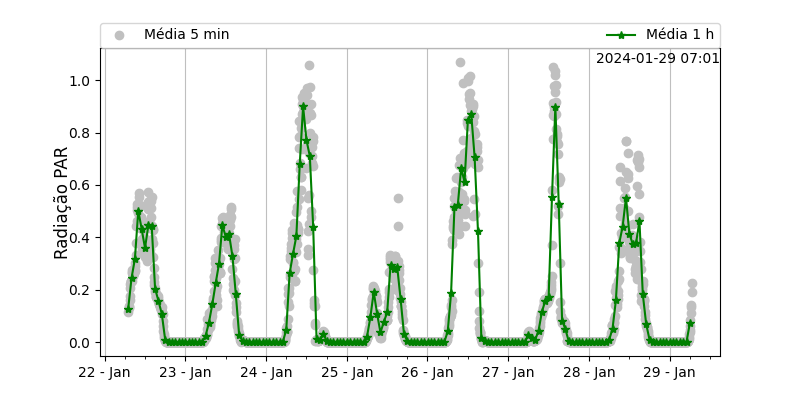 Média 5 min
Média 1 h
2024-01-29 07:01
Radiação PAR
1.0
0.8
0.6
0.4
0.2
0.0
22 - Jan
23 - Jan
24 - Jan
25 - Jan
26 - Jan
27 - Jan
28 - Jan
29 - Jan